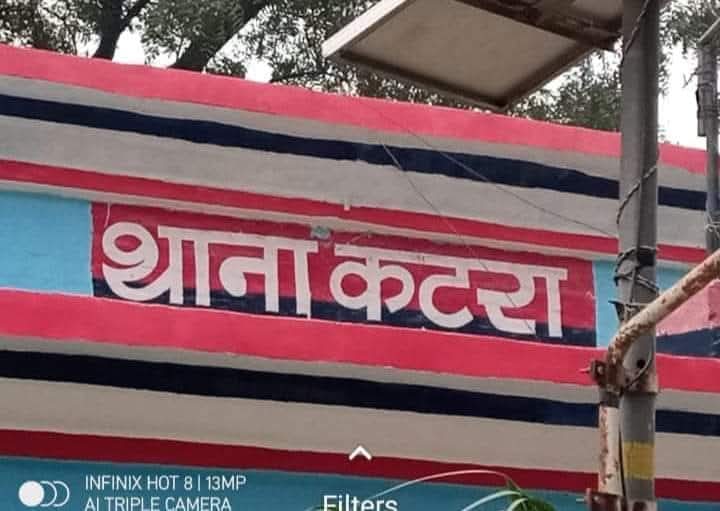 थाना कटरा
INFINIX HOT 8 | 13MP
AI TRIPLE CAMERA
Filters